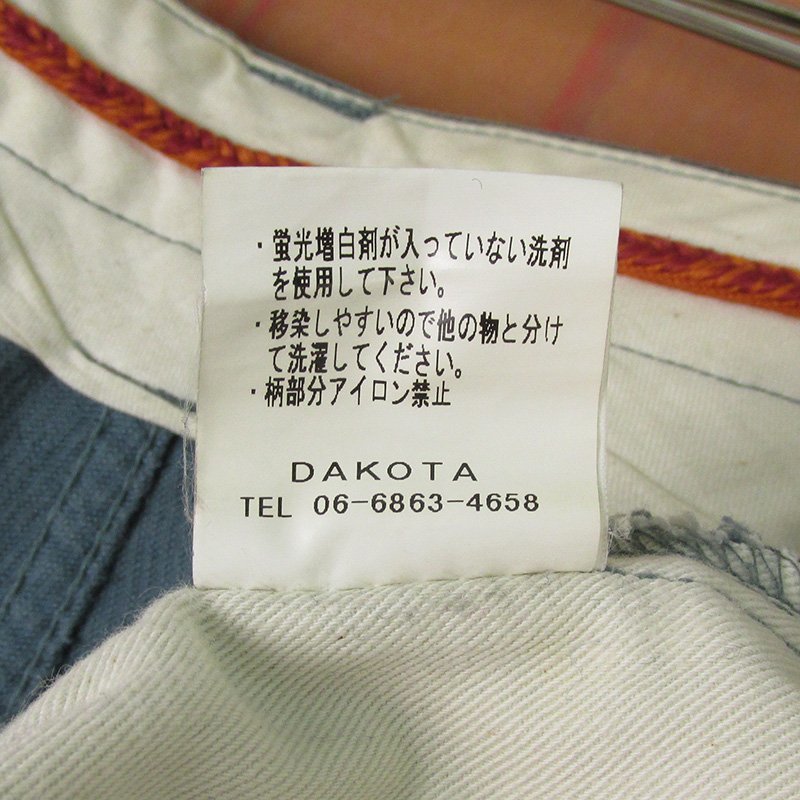 ・蛍光増白剤が入っていない洗剤
を使用して下さい。
・移染しやすいので他の物と分け
て洗濯してください。
・柄部分アイロン禁止
DAKOTA
TEL 06-6863-4658